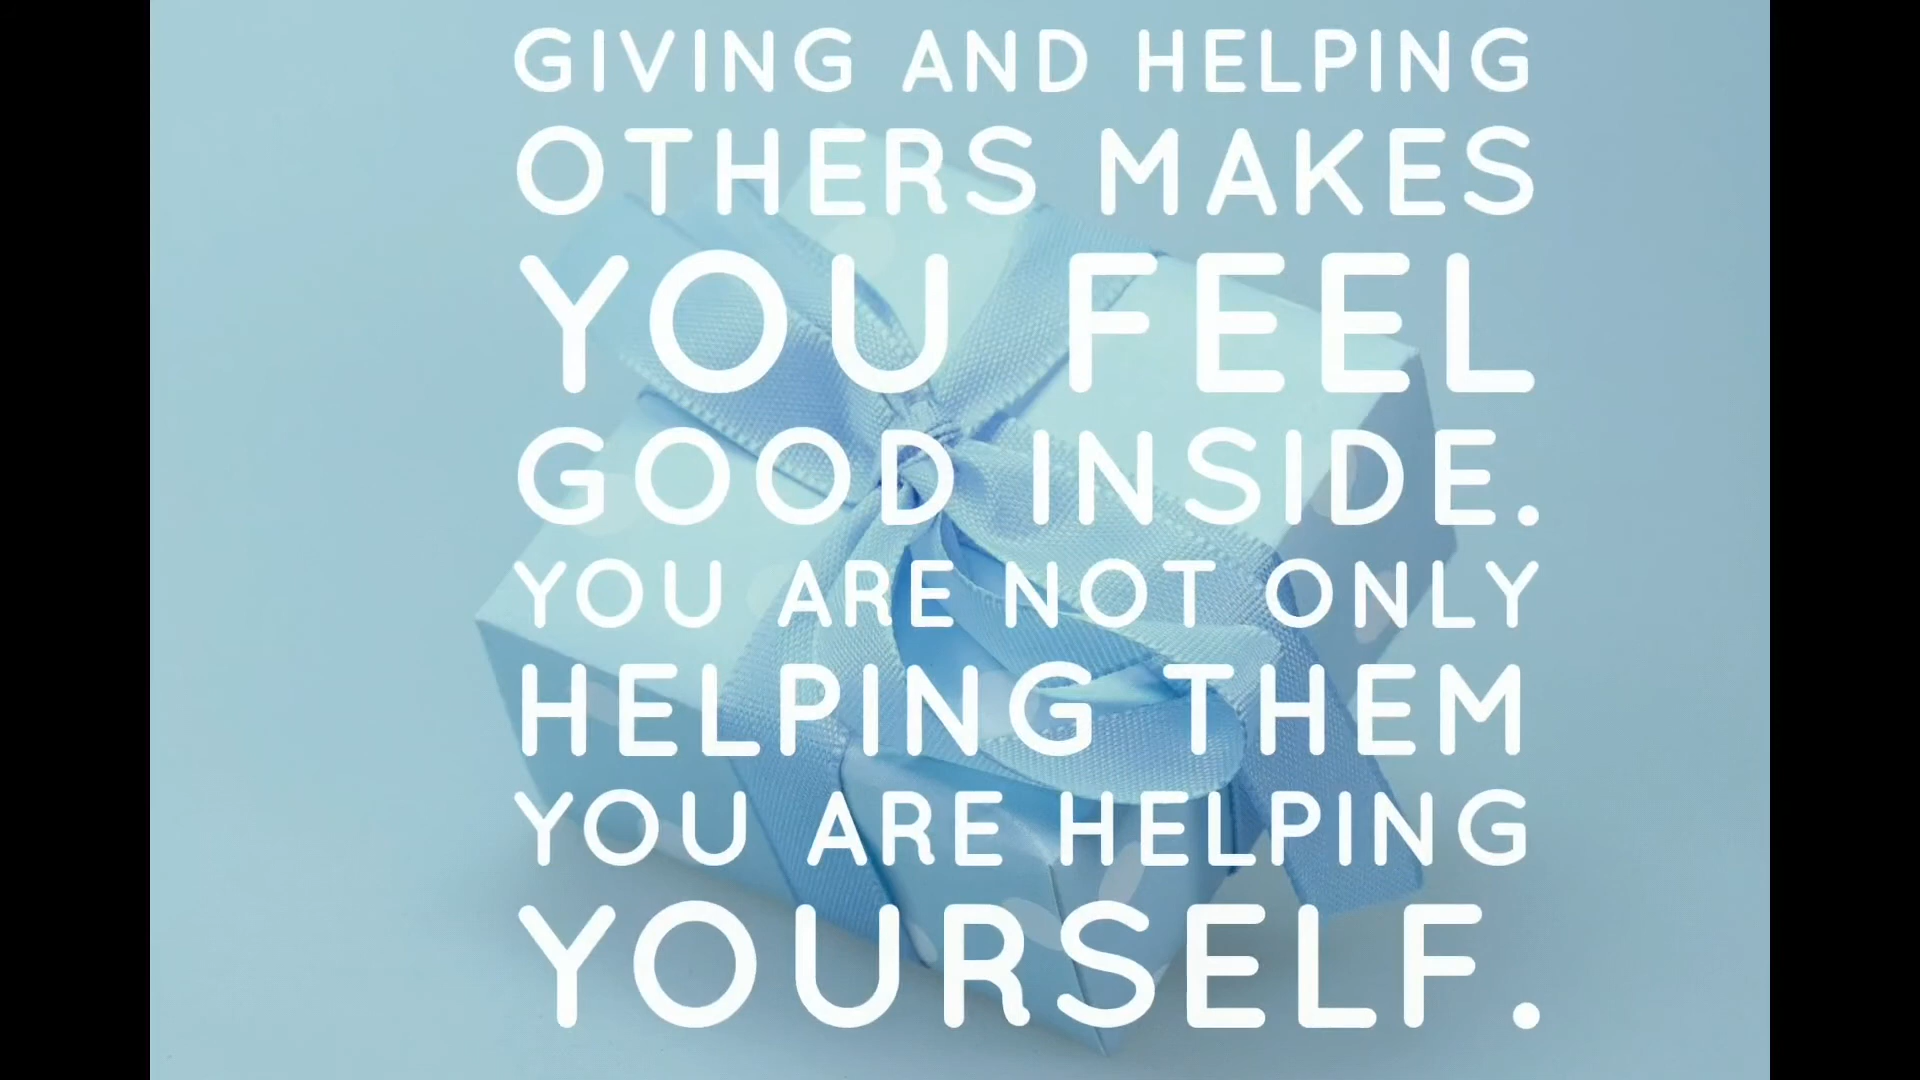 GIVING AND HELPING
OTHERS MAKES
YOU FEEL
GOOD INSIDE.
YOU ARE NOT ONLY
HELPING THEM
YOU ARE HELPING
YOURSELF.